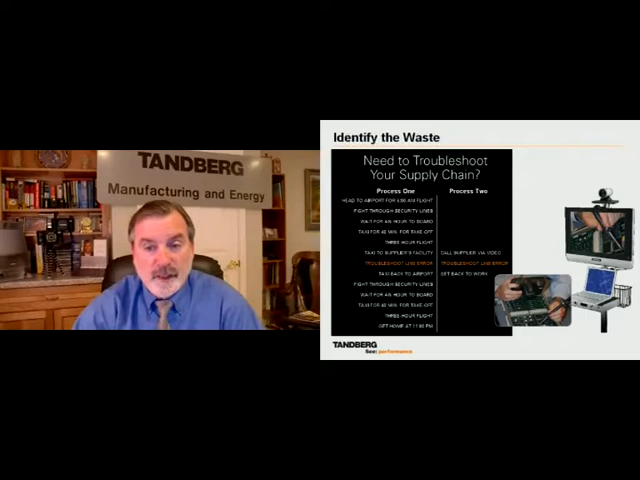 TANDBERG
Manufacturing and Energy
Identify the Waste
Need to Troubleshoot
Your Supply Chain?
Process One
Process Two
HEAD TO AIRPORT FOR 6:00 AM FLIGHT
FIGHT THROUGH SECURITY LINES
WAIT FOR AN HOUR TO BOARD
TAXI FOR 40 MIN. FOR TAKE-OFF
THREE-HOUR FLIGHT
TAXI TO SUPPLIER'S FACILITY
CALL SUPPLIER VIA VIDEO
TROUBLESHOOT LINE ERROR
TROUBLESHOOT LINE ERROR
TAXI BACK TO AIRPORT
GET BACK TO WORK
FIGHT THROUGH SECURITY LINES
WAIT FOR AN HOUR TO BOARD
TAXI FOR 40 MIN. FOR TAKE-OFF
THREE-HOUR FLIGHT
GET HOME AT 11:00 PM
TANDBERG
See: performance